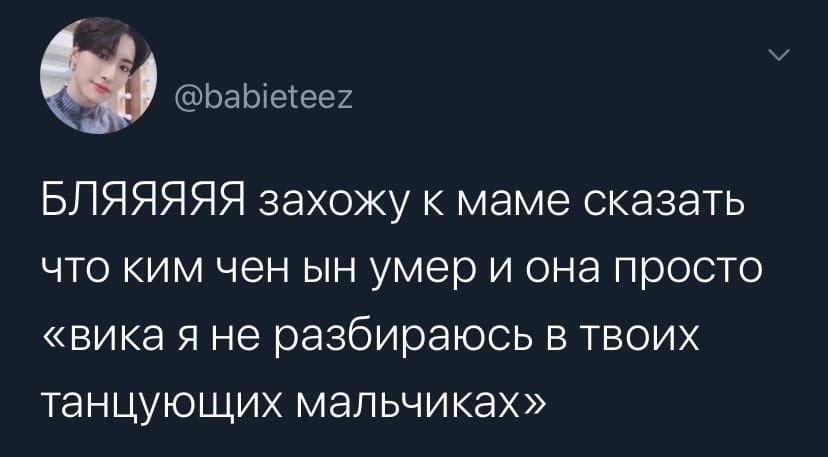 @babieteez
БЛЯЯЯЯЯ захожу к маме сказать
что ким чен ын умер и она просто
«вика я не разбираюсь в твоих
танцующих мальчиках»